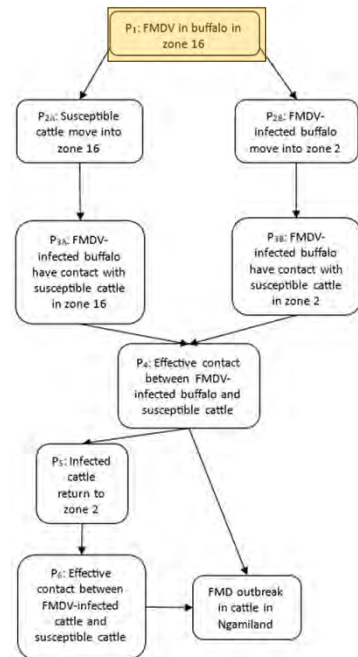 P₁: FMDV in buffalo in
zone 16
P₂ₐ: Susceptible
cattle move into
zone 16
P₂ʙ: FMDV-
infected buffalo
move into zone 2
P₃ₐ: FMDV-
infected buffalo
have contact with
susceptible cattle
in zone 16
P₃ʙ: FMDV-
infected buffalo
have contact with
susceptible cattle
in zone 2
P₄: Effective contact
between FMDV-
infected buffalo and
susceptible cattle
P₅: Infected
cattle
return to
zone 2
P₆: Effective
contact between
FMDV-infected
cattle and
susceptible cattle
FMD outbreak
in cattle in
Ngamiland